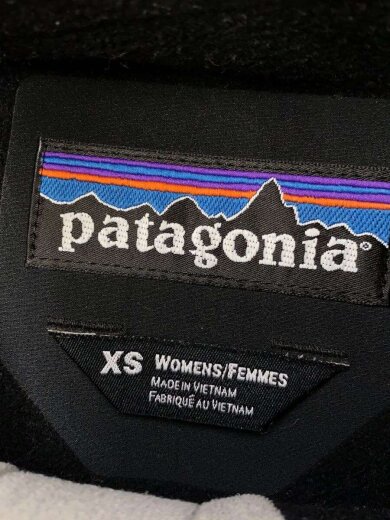 patagonia®
XS WOMENS/FEMMES
MADE IN VIETNAM
FABRIQUÉ AU VIETNAM